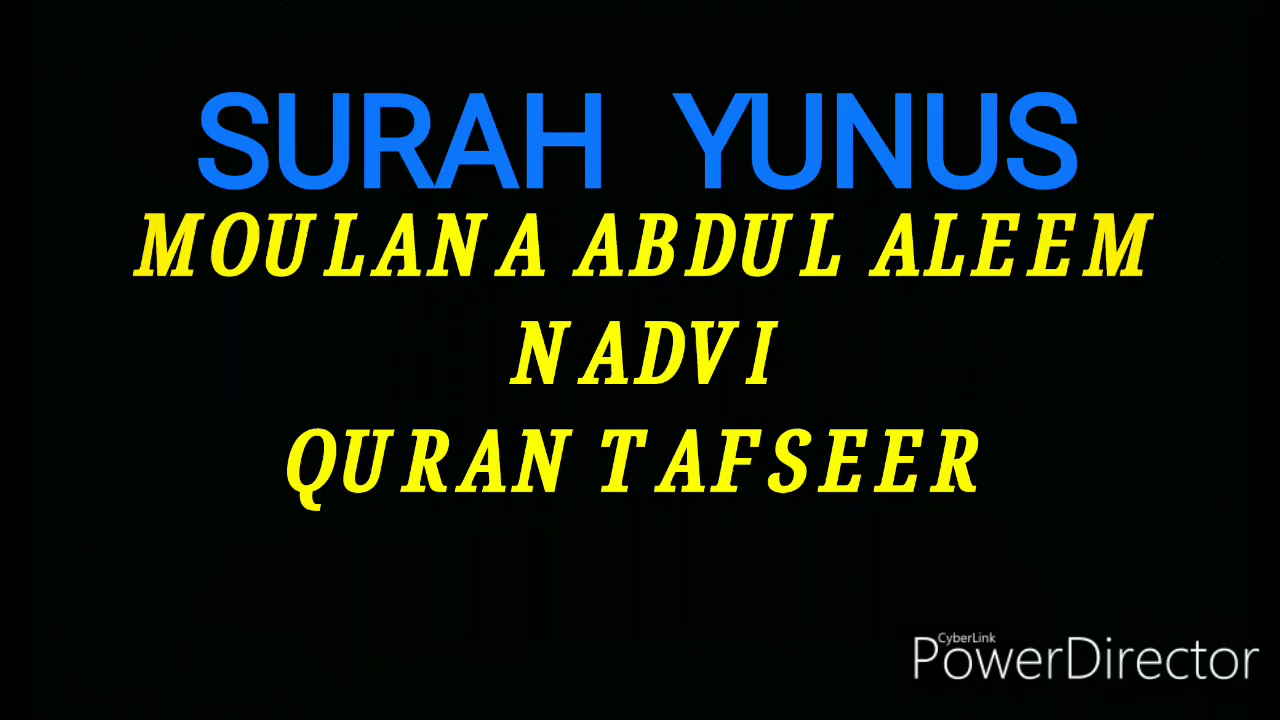 SURAH YUNUS
MOULANA ABDUL ALEEM
NADVI
QURAN TAFSEER
CyberLink
PowerDirector